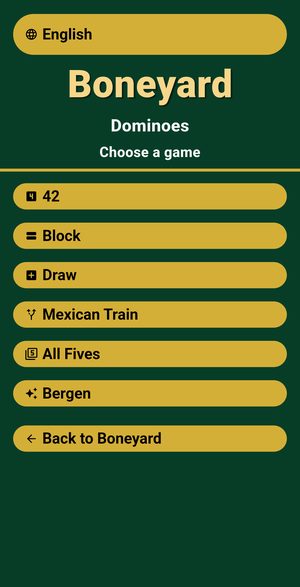 English
Boneyard
Dominoes
Choose a game
42
Block
Draw
Mexican Train
All Fives
Bergen
Back to Boneyard